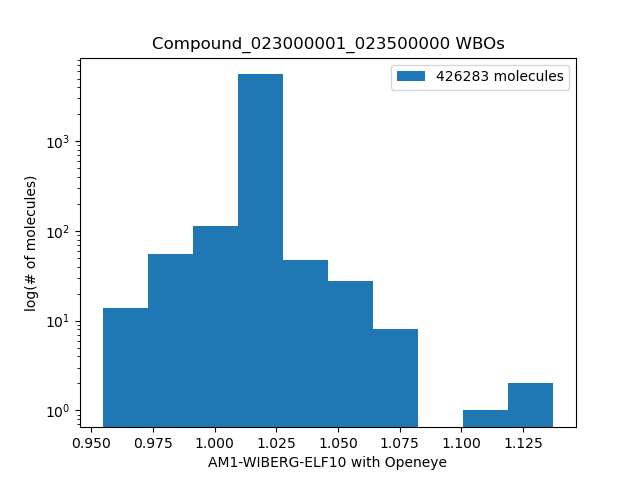 Compound_023000001_023500000 WBOs
426283 molecules
log(# of molecules)
10³
10²
10¹
10⁰
0.950 0.975 1.000 1.025 1.050 1.075 1.100 1.125
AM1-WIBERG-ELF10 with Openeye